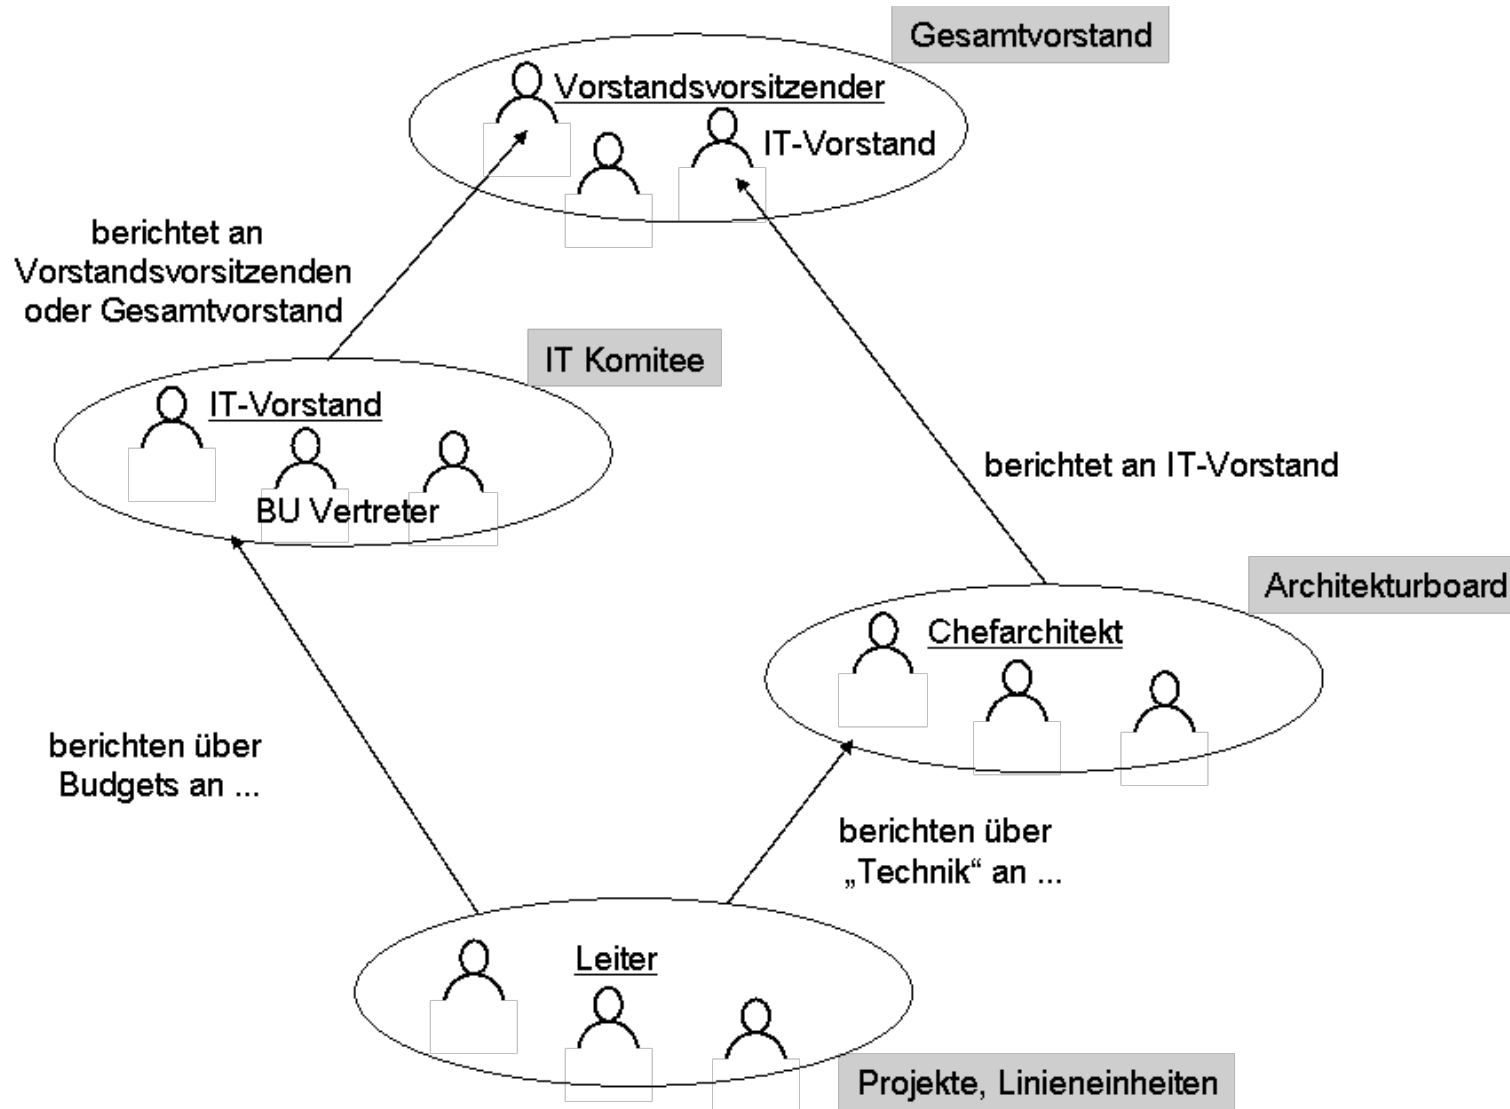 Gesamtvorstand
Vorstandsvorsitzender
IT-Vorstand
berichtet an
Vorstandsvorsitzenden
oder Gesamtvorstand
IT Komitee
IT-Vorstand
BU Vertreter
berichtet an IT-Vorstand
Architekturboard
Chefarchitekt
berichten über
Budgets an ...
berichten über
„Technik“ an ...
Leiter
Projekte, Linieneinheiten